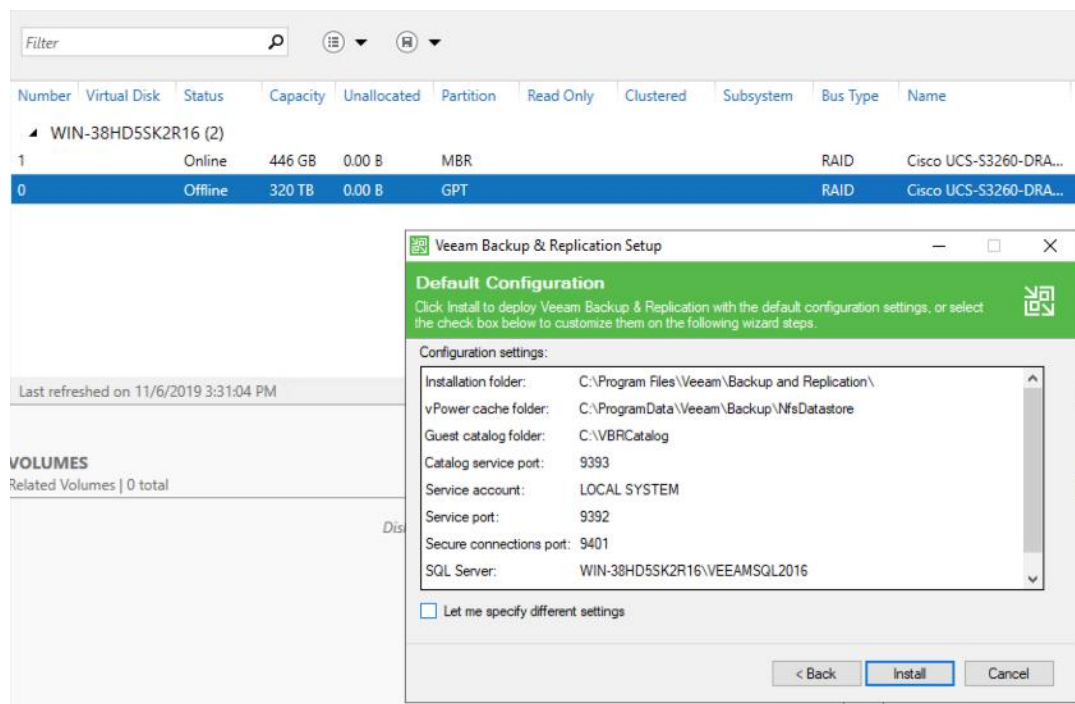 Filter
Number Virtual Disk Status Capacity Unallocated Partition Read Only Clustered Subsystem Bus Type Name
WIN-38HD5SK2R16 (2)
1 Online 446 GB 0.00 B MBR RAID Cisco UCS-S3260-DRA...
0 Offline 320 TB 0.00 B GPT RAID Cisco UCS-S3260-DRA...
Veeam Backup & Replication Setup
Default Configuration
Click Install to deploy Veeam Backup & Replication with the default configuration settings, or select
the check box below to customize them on the following wizard steps.
Configuration settings:
Installation folder: C:\Program Files\Veeam\Backup and Replication\
vPower cache folder: C:\ProgramData\Veeam\Backup\NfsDatastore
Guest catalog folder: C:\VBRCatalog
Catalog service port: 9393
Service account: LOCAL SYSTEM
Service port: 9392
Secure connections port: 9401
SQL Server: WIN-38HD5SK2R16\VEEAMSQL2016
Let me specify different settings
< Back Install Cancel
Last refreshed on 11/6/2019 3:31:04 PM
VOLUMES
Related Volumes | 0 total